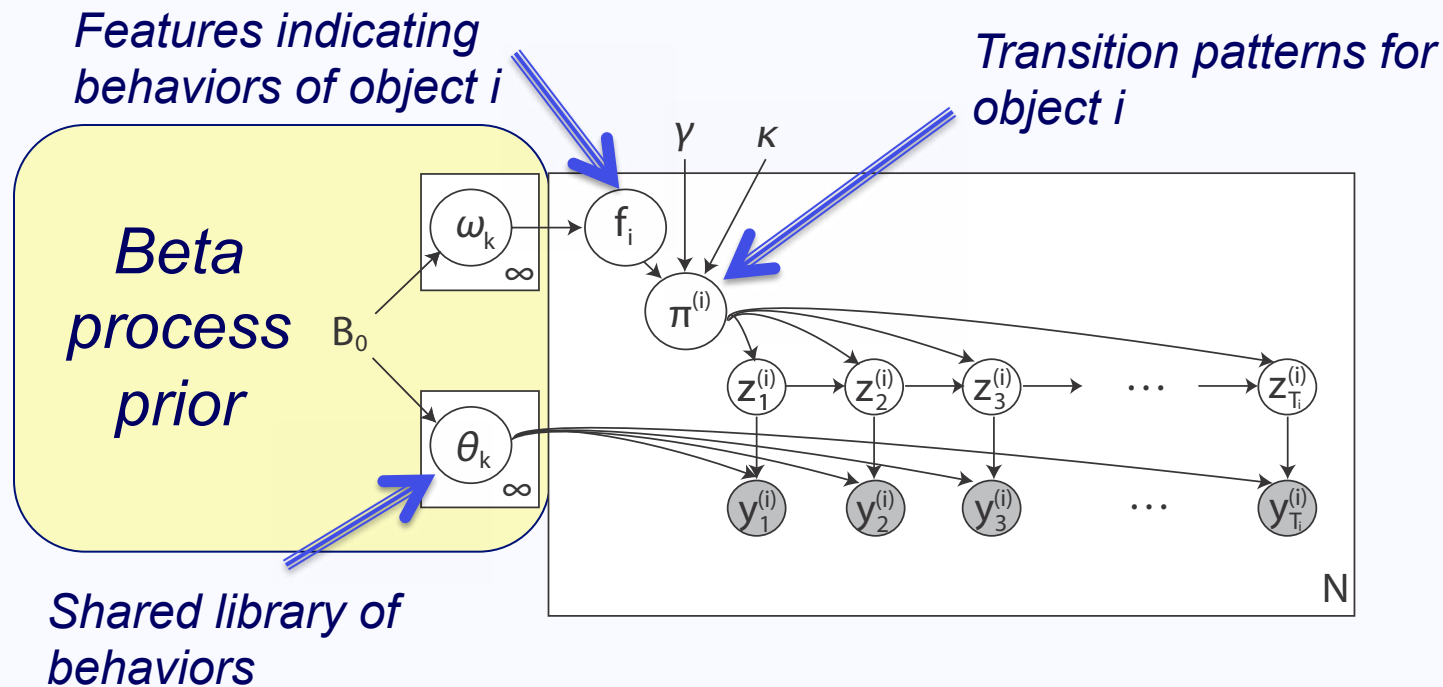 Features indicating
behaviors of object i
Transition patterns for
object i
γ κ
ω_k
∞
f_i
Beta
process
prior
B_0
π^(i)
z_1^(i) z_2^(i) z_3^(i) ... z_{T_i}^(i)
θ_k
∞
y_1^(i) y_2^(i) y_3^(i) ... y_{T_i}^(i)
N
Shared library of
behaviors